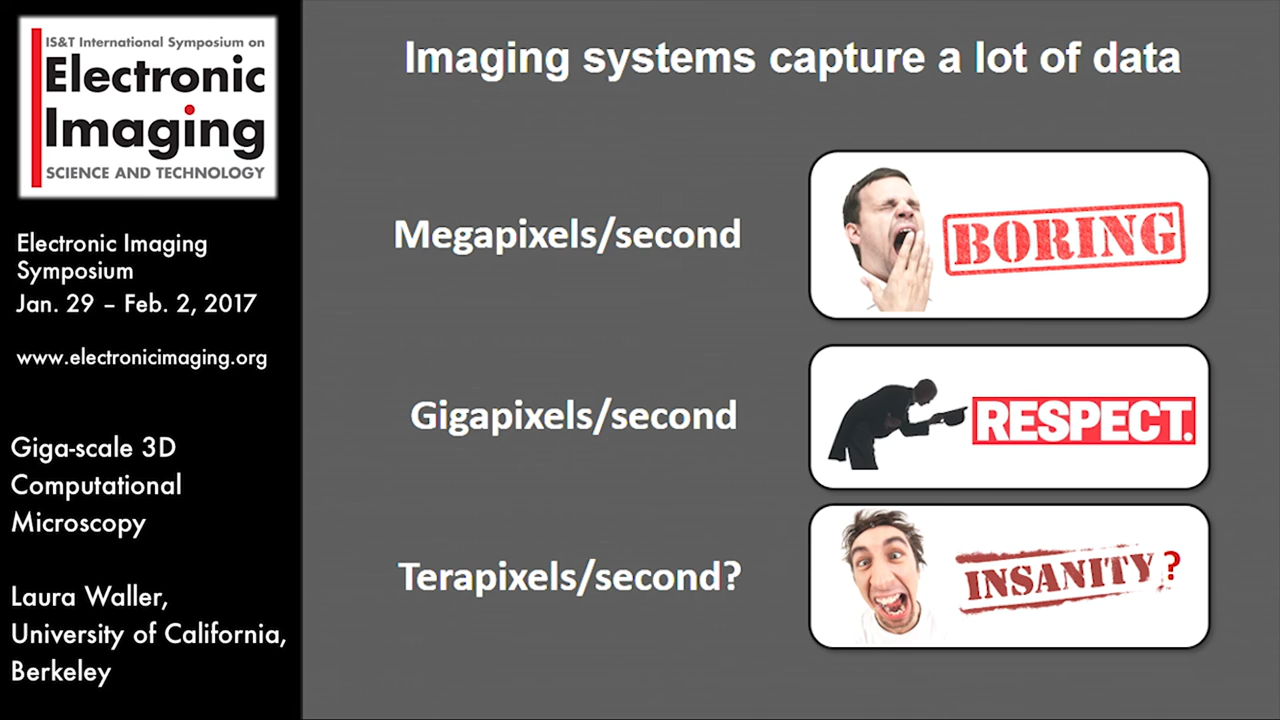 IS&T International Symposium on
Electronic
Imaging
SCIENCE AND TECHNOLOGY
Electronic Imaging
Symposium
Jan. 29 – Feb. 2, 2017
www.electronicimaging.org
Giga-scale 3D
Computational
Microscopy
Laura Waller,
University of California,
Berkeley
Imaging systems capture a lot of data
Megapixels/second
BORING
Gigapixels/second
RESPECT.
Terapixels/second?
INSANITY?